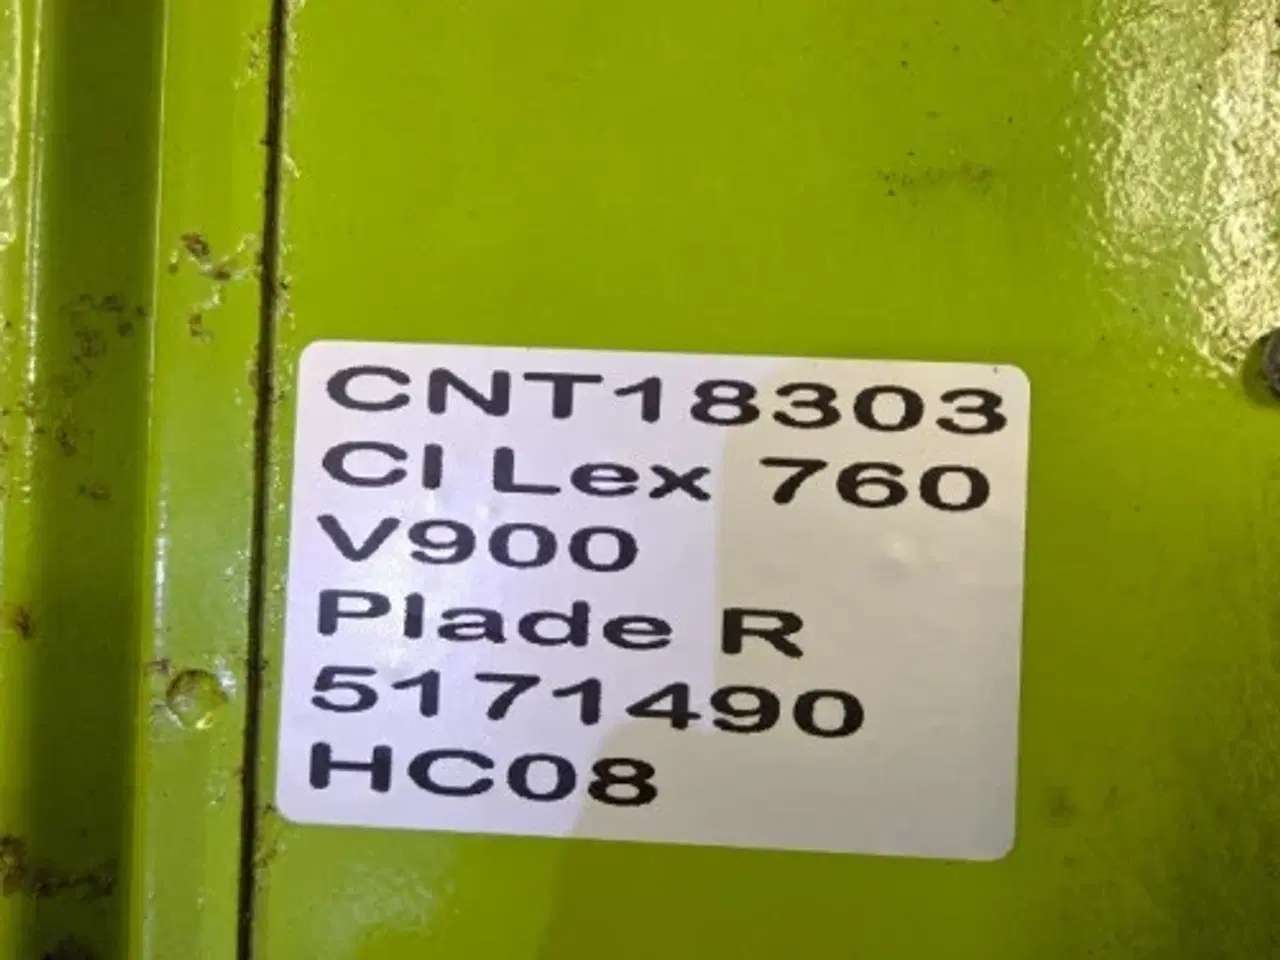 CNT18303
Cl Lex 760
V900
Plade R
5171490
HC08